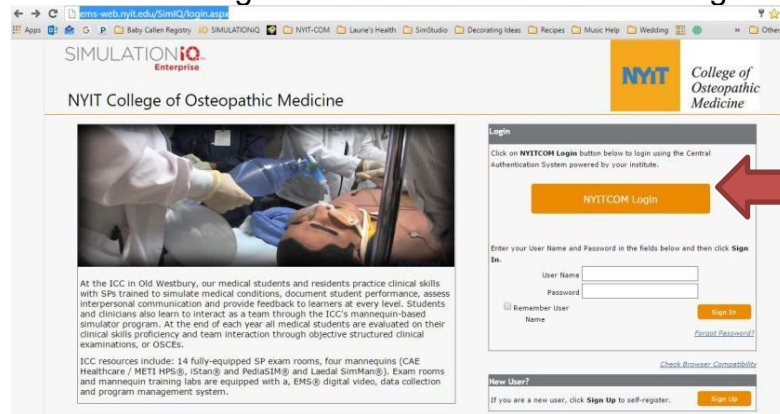 ems-web.nyit.edu/SimIQ/login.aspx
Apps Baby Callen Registry SIMULATIONiQ NYIT-COM Laurie's Health SimStudio Decorating Ideas Recipes Music Help Wedding » Other
SIMULATIONiQ
Enterprise
NYIT College of Osteopathic Medicine
NYIT
College of
Osteopathic
Medicine
At the ICC in Old Westbury, our medical students and residents practice clinical skills
with SPs trained to simulate medical conditions, document student performance, assess
interpersonal communication and provide feedback to learners at every level. Students
and clinicians also learn to interact as a team through the ICC's mannequin-based
simulator program. At the end of each year all medical students are evaluated on their
clinical skills proficiency and team interaction through objective structured clinical
examinations, or OSCEs.
ICC resources include: 14 fully-equipped SP exam rooms, four mannequins (CAE
Healthcare / METI HPS®, iStan® and PediaSIM® and Laedal SimMan®). Exam rooms
and mannequin training labs are equipped with a, EMS® digital video, data collection
and program management system.
Login
Click on NYITCOM Login button below to login using the Central
Authentication System powered by your institute.
NYITCOM Login
Enter your User Name and Password in the fields below and then click Sign
In.
User Name
Password
Remember User
Name
Sign In
Forgot Password?
Check Browser Compatibility
New User?
If you are a new user, click Sign Up to self-register.
Sign Up